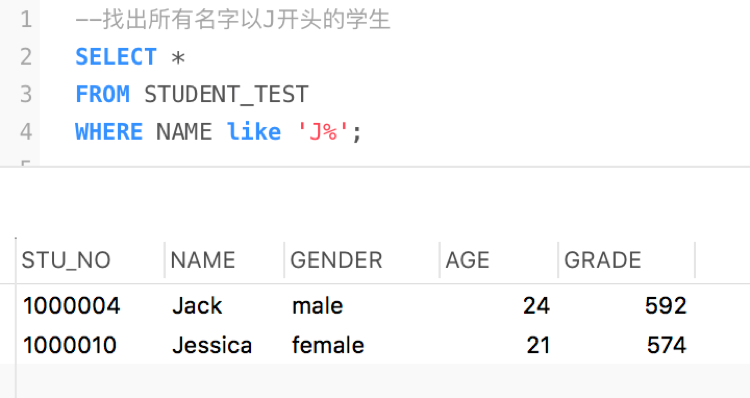 1 --找出所有名字以J开头的学生
2 SELECT *
3 FROM STUDENT_TEST
4 WHERE NAME like 'J%';
STU_NO NAME GENDER AGE GRADE
1000004 Jack male 24 592
1000010 Jessica female 21 574